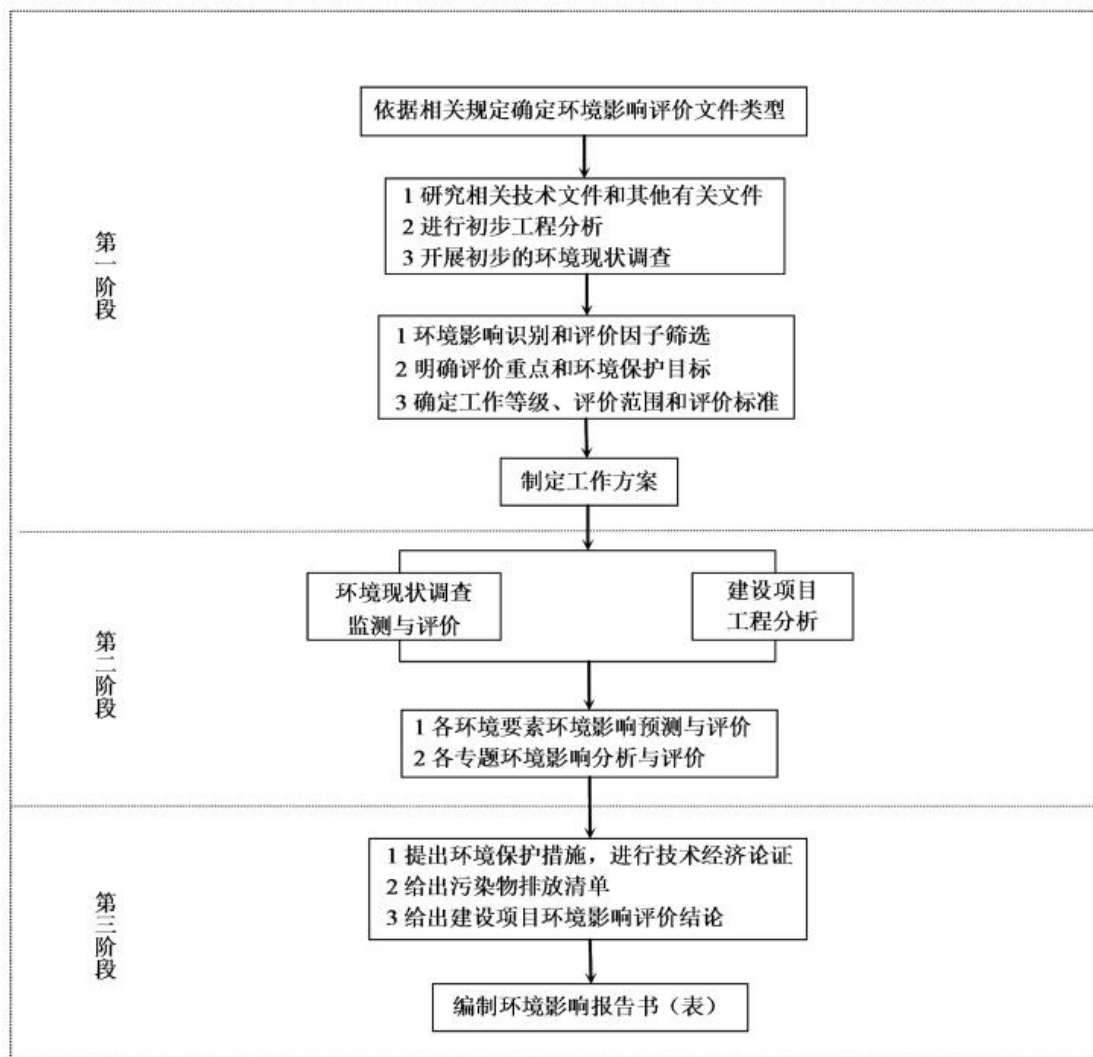 依据相关规定确定环境影响评价文件类型
1 研究相关技术文件和其他有关文件
2 进行初步工程分析
3 开展初步的环境现状调查
第一阶段
1 环境影响识别和评价因子筛选
2 明确评价重点和环境保护目标
3 确定工作等级、评价范围和评价标准
制定工作方案
环境现状调查
监测与评价
建设项目
工程分析
第二阶段
1 各环境要素环境影响预测与评价
2 各专题环境影响分析与评价
1 提出环境保护措施，进行技术经济论证
2 给出污染物排放清单
3 给出建设项目环境影响评价结论
第三阶段
编制环境影响报告书（表）